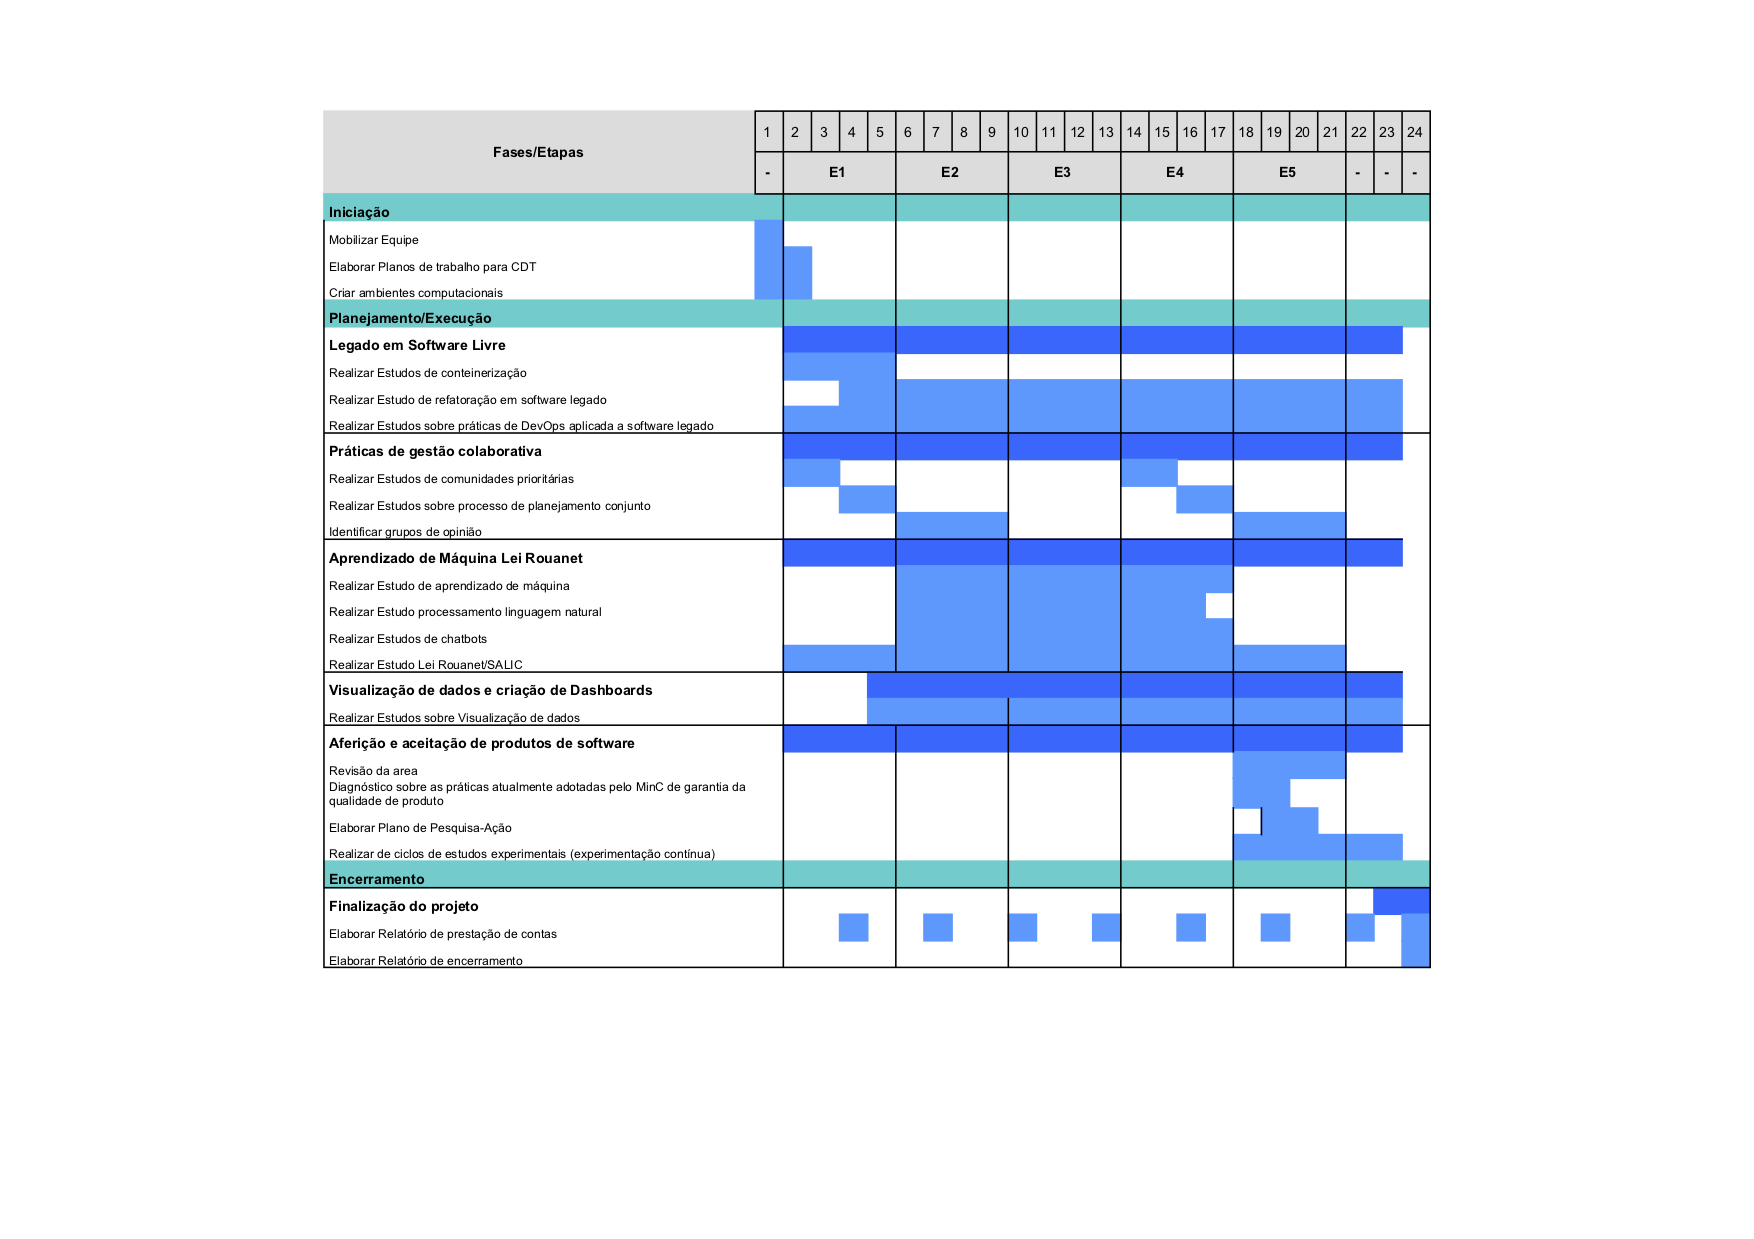 Fases/Etapas
1 2 3 4 5 6 7 8 9 10 11 12 13 14 15 16 17 18 19 20 21 22 23 24
- E1 E2 E3 E4 E5 - - -
Iniciação
Mobilizar Equipe
Elaborar Planos de trabalho para CDT
Criar ambientes computacionais
Planejamento/Execução
Legado em Software Livre
Realizar Estudos de conteinerização
Realizar Estudo de refatoração em software legado
Realizar Estudos sobre práticas de DevOps aplicada a software legado
Práticas de gestão colaborativa
Realizar Estudos de comunidades prioritárias
Realizar Estudos sobre processo de planejamento conjunto
Identificar grupos de opinião
Aprendizado de Máquina Lei Rouanet
Realizar Estudo de aprendizado de máquina
Realizar Estudo processamento linguagem natural
Realizar Estudos de chatbots
Realizar Estudo Lei Rouanet/SALIC
Visualização de dados e criação de Dashboards
Realizar Estudos sobre Visualização de dados
Aferição e aceitação de produtos de software
Revisão da area
Diagnóstico sobre as práticas atualmente adotadas pelo MinC de garantia da
qualidade de produto
Elaborar Plano de Pesquisa-Ação
Realizar de ciclos de estudos experimentais (experimentação contínua)
Encerramento
Finalização do projeto
Elaborar Relatório de prestação de contas
Elaborar Relatório de encerramento